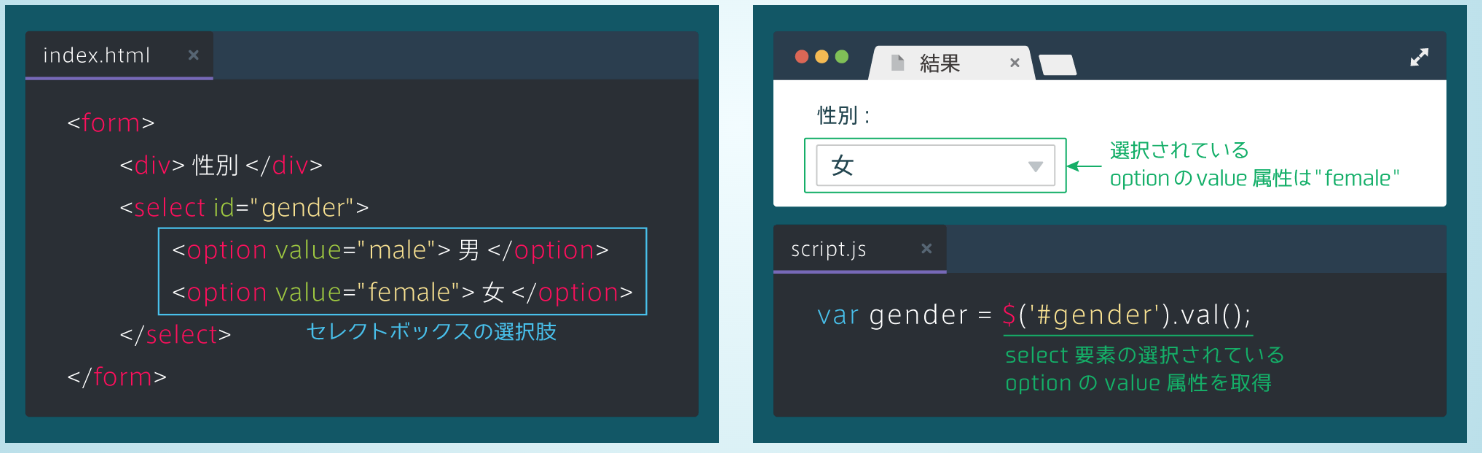 index.html ×
<form>
<div> 性別 </div>
<select id="gender">
<option value="male"> 男 </option>
<option value="female"> 女 </option>
</select>
セレクトボックスの選択肢
</form>
結果 ×
性別 :
女
選択されている
option の value 属性は "female"
script.js ×
var gender = $('#gender').val();
select 要素の選択されている
option の value 属性を取得